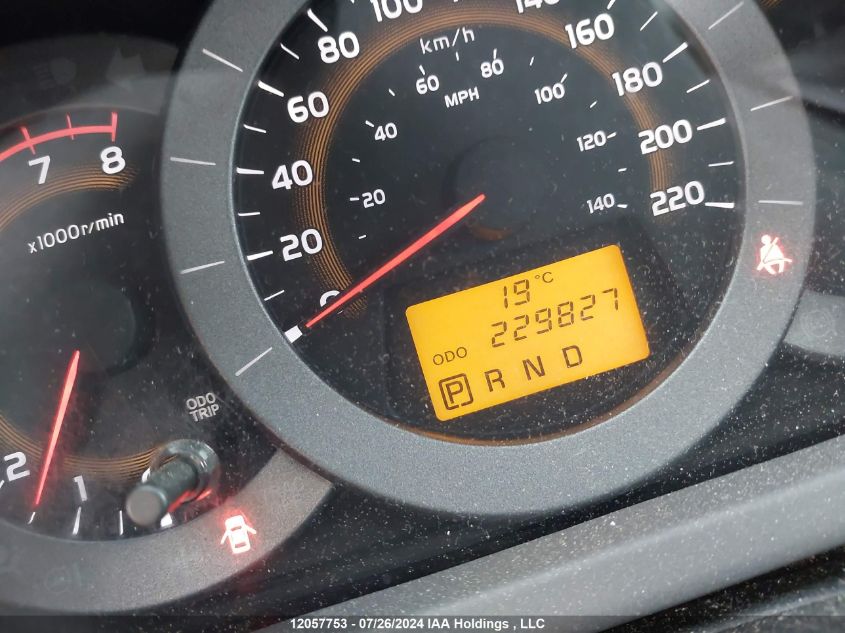 100 140
80 160
km/h
60 80
MPH 100
60 180
40 120
200
8
7
40
20 140 220
x1000r/min
20
0
19°C
ODO 229827
P R N D
ODO
TRIP
2
1
12057753 - 07/26/2024 IAA Holdings , LLC